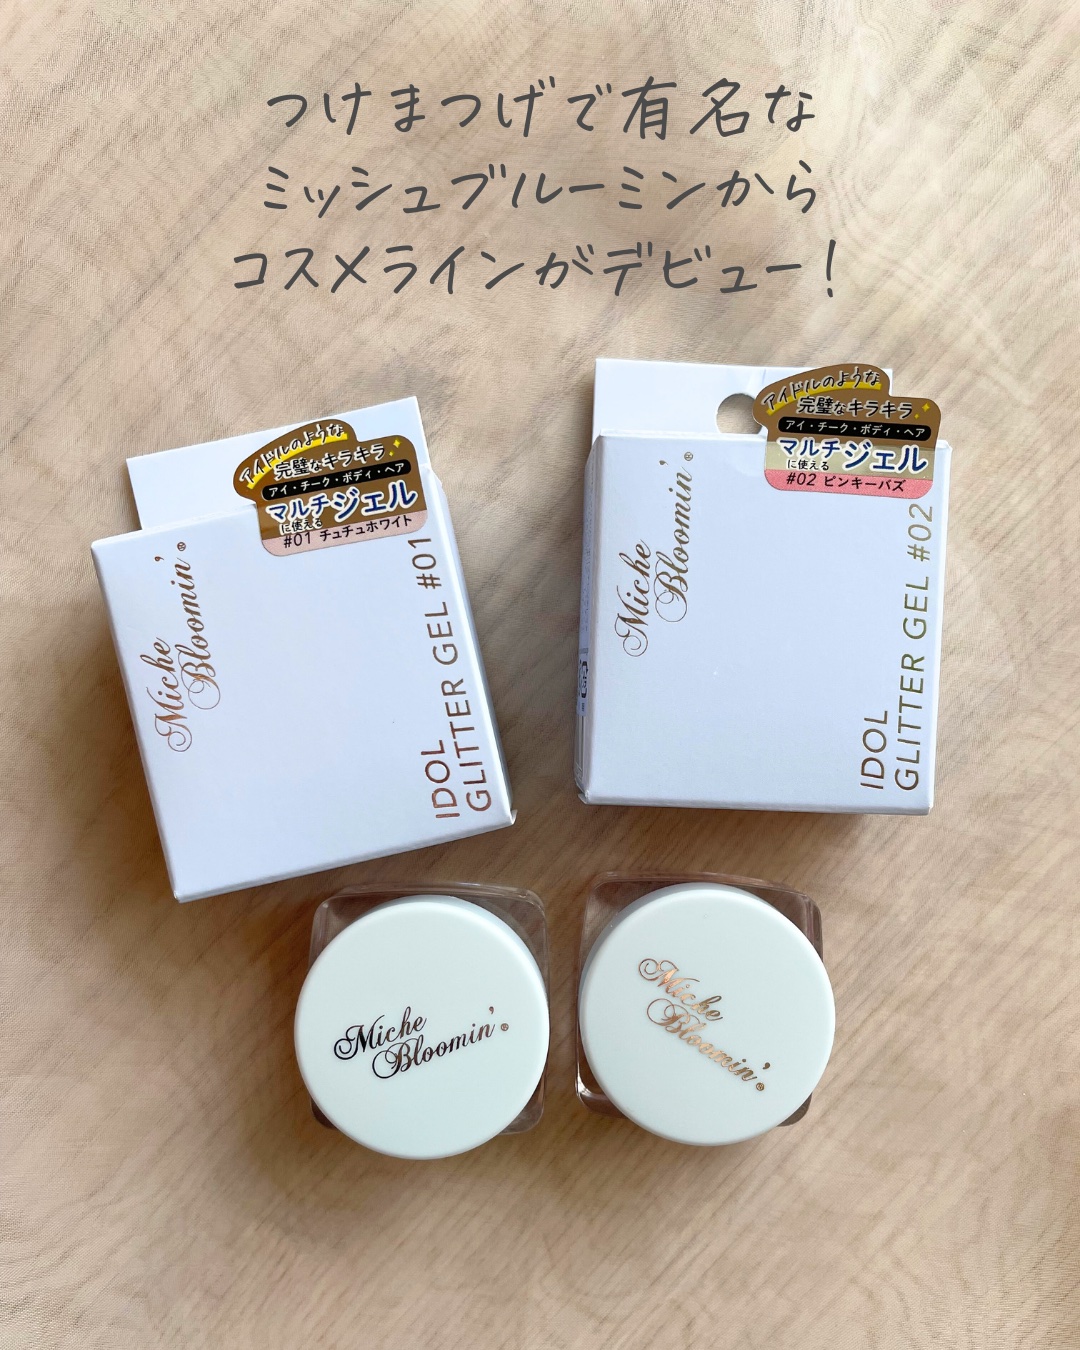 つけまつげで有名な
ミッシュブルーミンから
コスメラインがデビュー!
アイドルのような
完璧なキラキラ
アイ・チーク・ボディ・ヘア
マルチジェル
に使える
#01 チュチュホワイト
Miche
Bloomin'®
IDOL
GLITTER GEL #01
アイドルのような
完璧なキラキラ
アイ・チーク・ボディ・ヘア
マルチジェル
に使える
#02 ピンキーバズ
Miche
Bloomin'®
IDOL
GLITTER GEL #02
Miche
Bloomin'®
Miche
Bloomin'®